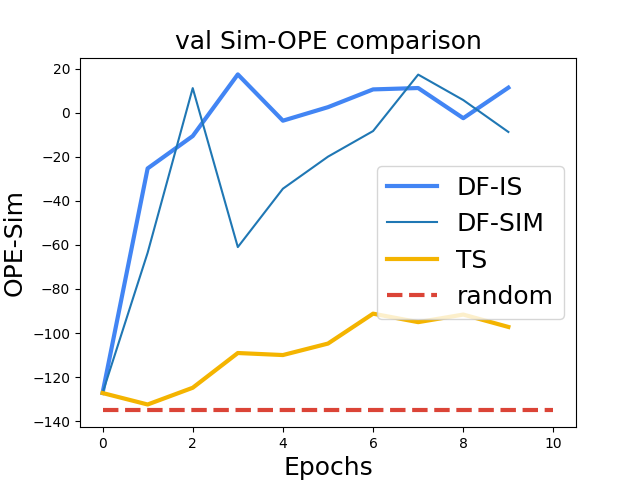 val Sim-OPE comparison
OPE-Sim
20
0
−20
−40
−60
−80
−100
−120
−140
DF-IS
DF-SIM
TS
random
0 2 4 6 8 10
Epochs